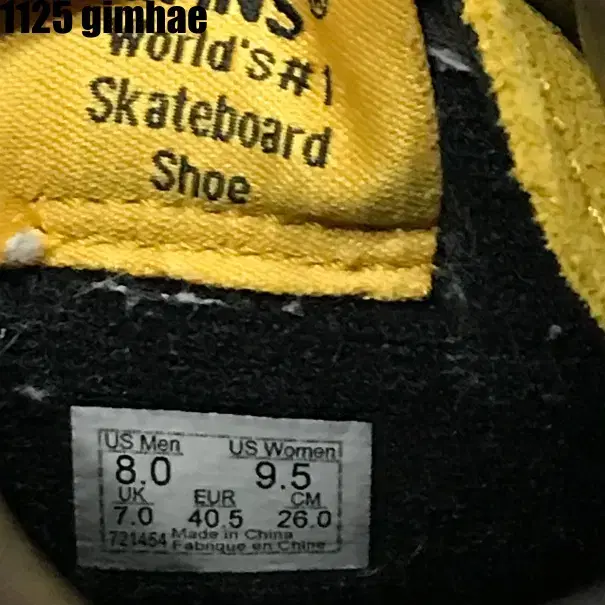 1125 gimhae
World's#1
Skateboard
Shoe
US Men US Women
8.0 9.5
UK EUR CM
7.0 40.5 26.0
721454 Made in China
Fabriqué en Chine